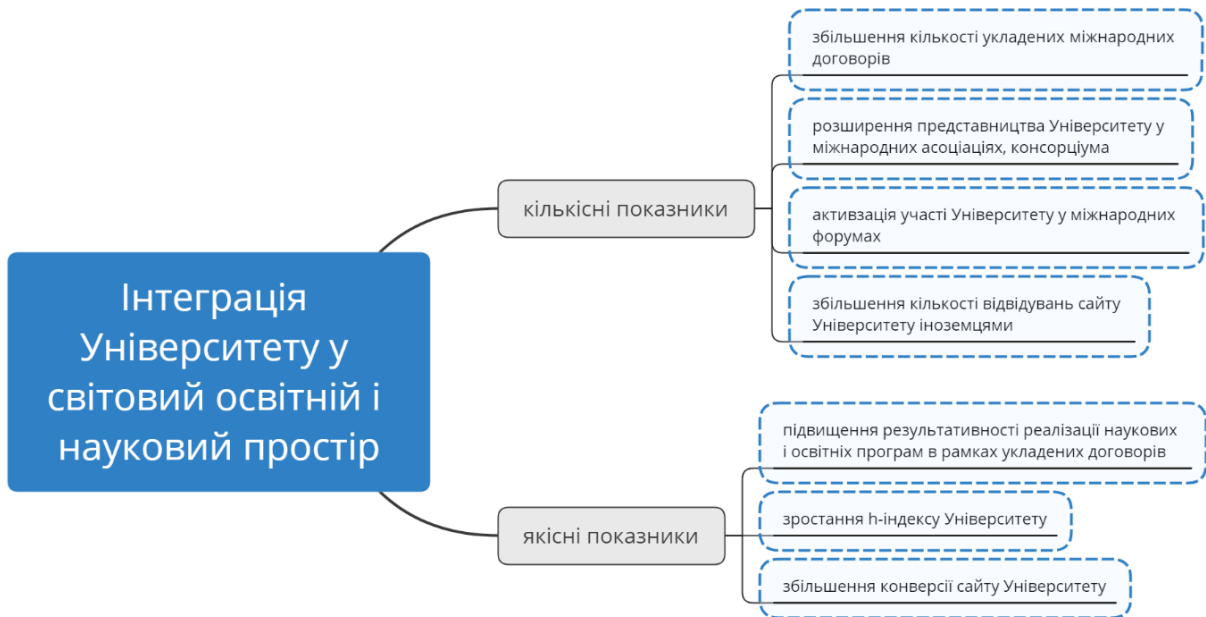 Інтеграція
Університету у
світовий освітній і
науковий простір
кількісні показники
збільшення кількості укладених міжнародних
договорів
розширення представництва Університету у
міжнародних асоціаціях, консорціума
активзація участі Університету у міжнародних
форумах
збільшення кількості відвідувань сайту
Університету іноземцями
якісні показники
підвищення результативності реалізації наукових
і освітніх програм в рамках укладених договорів
зростання h-індексу Університету
збільшення конверсії сайту Університету